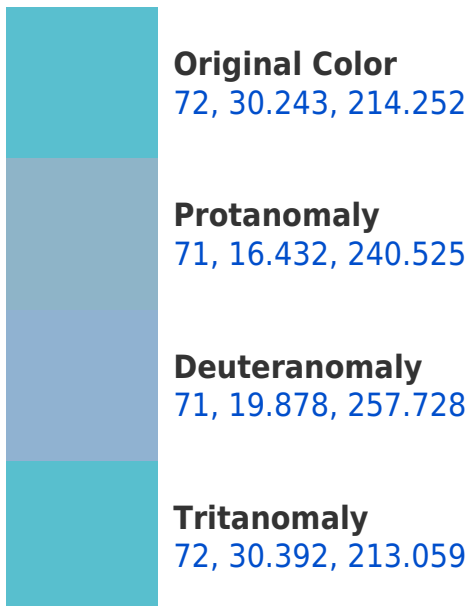 Original Color
72, 30.243, 214.252
Protanomaly
71, 16.432, 240.525
Deuteranomaly
71, 19.878, 257.728
Tritanomaly
72, 30.392, 213.059